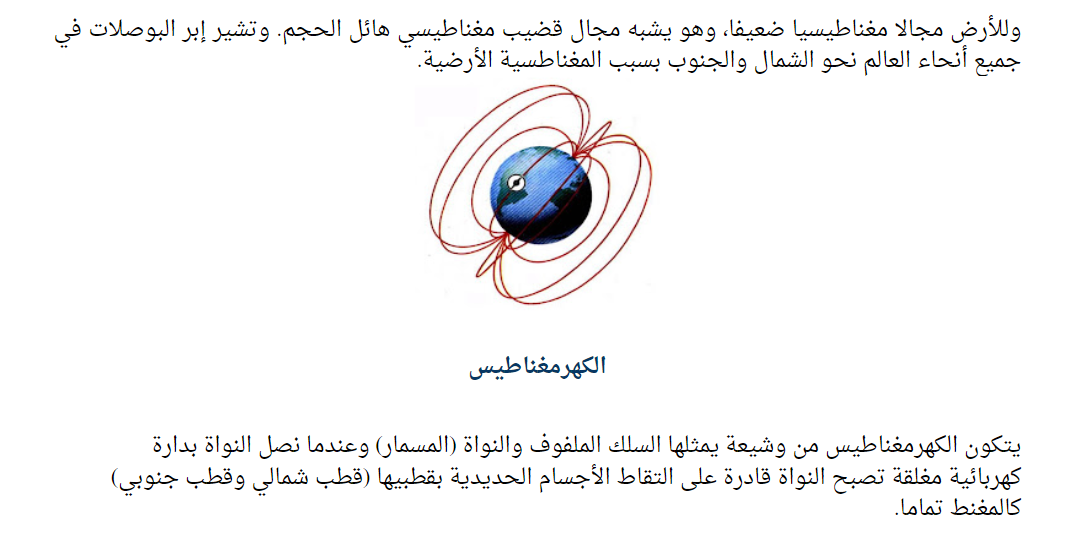 وللأرض مجالا مغناطيسيا ضعيفا، وهو يشبه مجال قضيب مغناطيسي هائل الحجم. وتشير إبر البوصلات في
جميع أنحاء العالم نحو الشمال والجنوب بسبب المغناطسية الأرضية.
الكهرمغناطيس
يتكون الكهرمغناطيس من وشيعة يمثلها السلك الملفوف والنواة (المسمار) وعندما نصل النواة بدارة
كهربائية مغلقة تصبح النواة قادرة على التقاط الأجسام الحديدية بقطبيها (قطب شمالي وقطب جنوبي)
كالمغنط تماما.